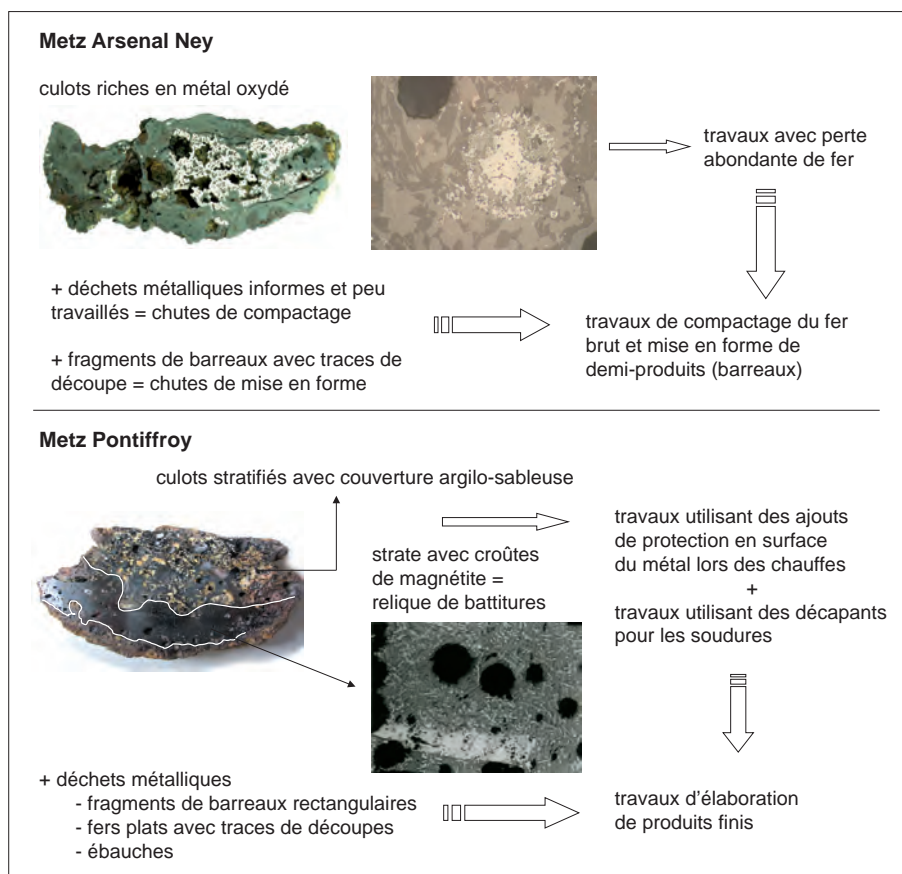 Metz Arsenal Ney
culots riches en métal oxydé
travaux avec perte
abondante de fer
+ déchets métalliques informes et peu
travaillés = chutes de compactage
+ fragments de barreaux avec traces de
découpe = chutes de mise en forme
travaux de compactage du fer
brut et mise en forme de
demi-produits (barreaux)
Metz Pontiffroy
culots stratifiés avec couverture argilo-sableuse
strate avec croûtes
de magnétite =
relique de battitures
travaux utilisant des ajouts
de protection en surface
du métal lors des chauffes
+
travaux utilisant des décapants
pour les soudures
+ déchets métalliques
- fragments de barreaux rectangulaires
- fers plats avec traces de découpes
- ébauches
travaux d'élaboration
de produits finis